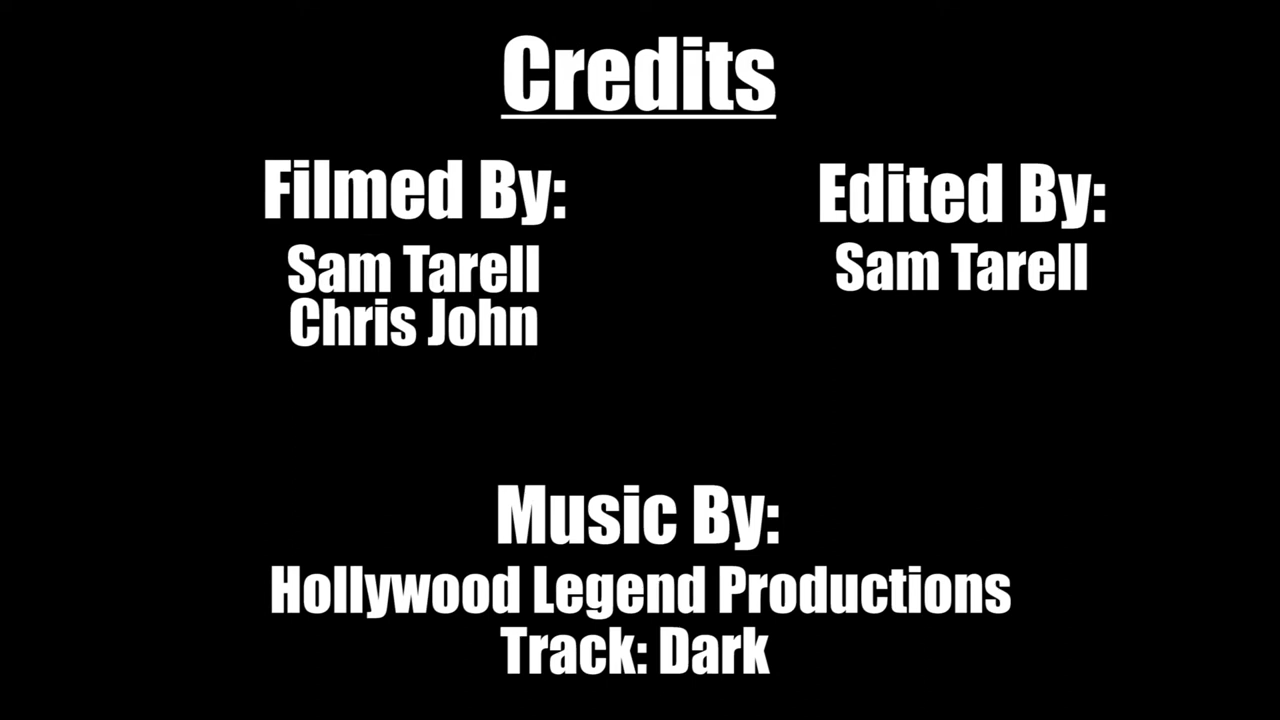 Credits
Filmed By:
Sam Tarell
Chris John
Edited By:
Sam Tarell
Music By:
Hollywood Legend Productions
Track: Dark